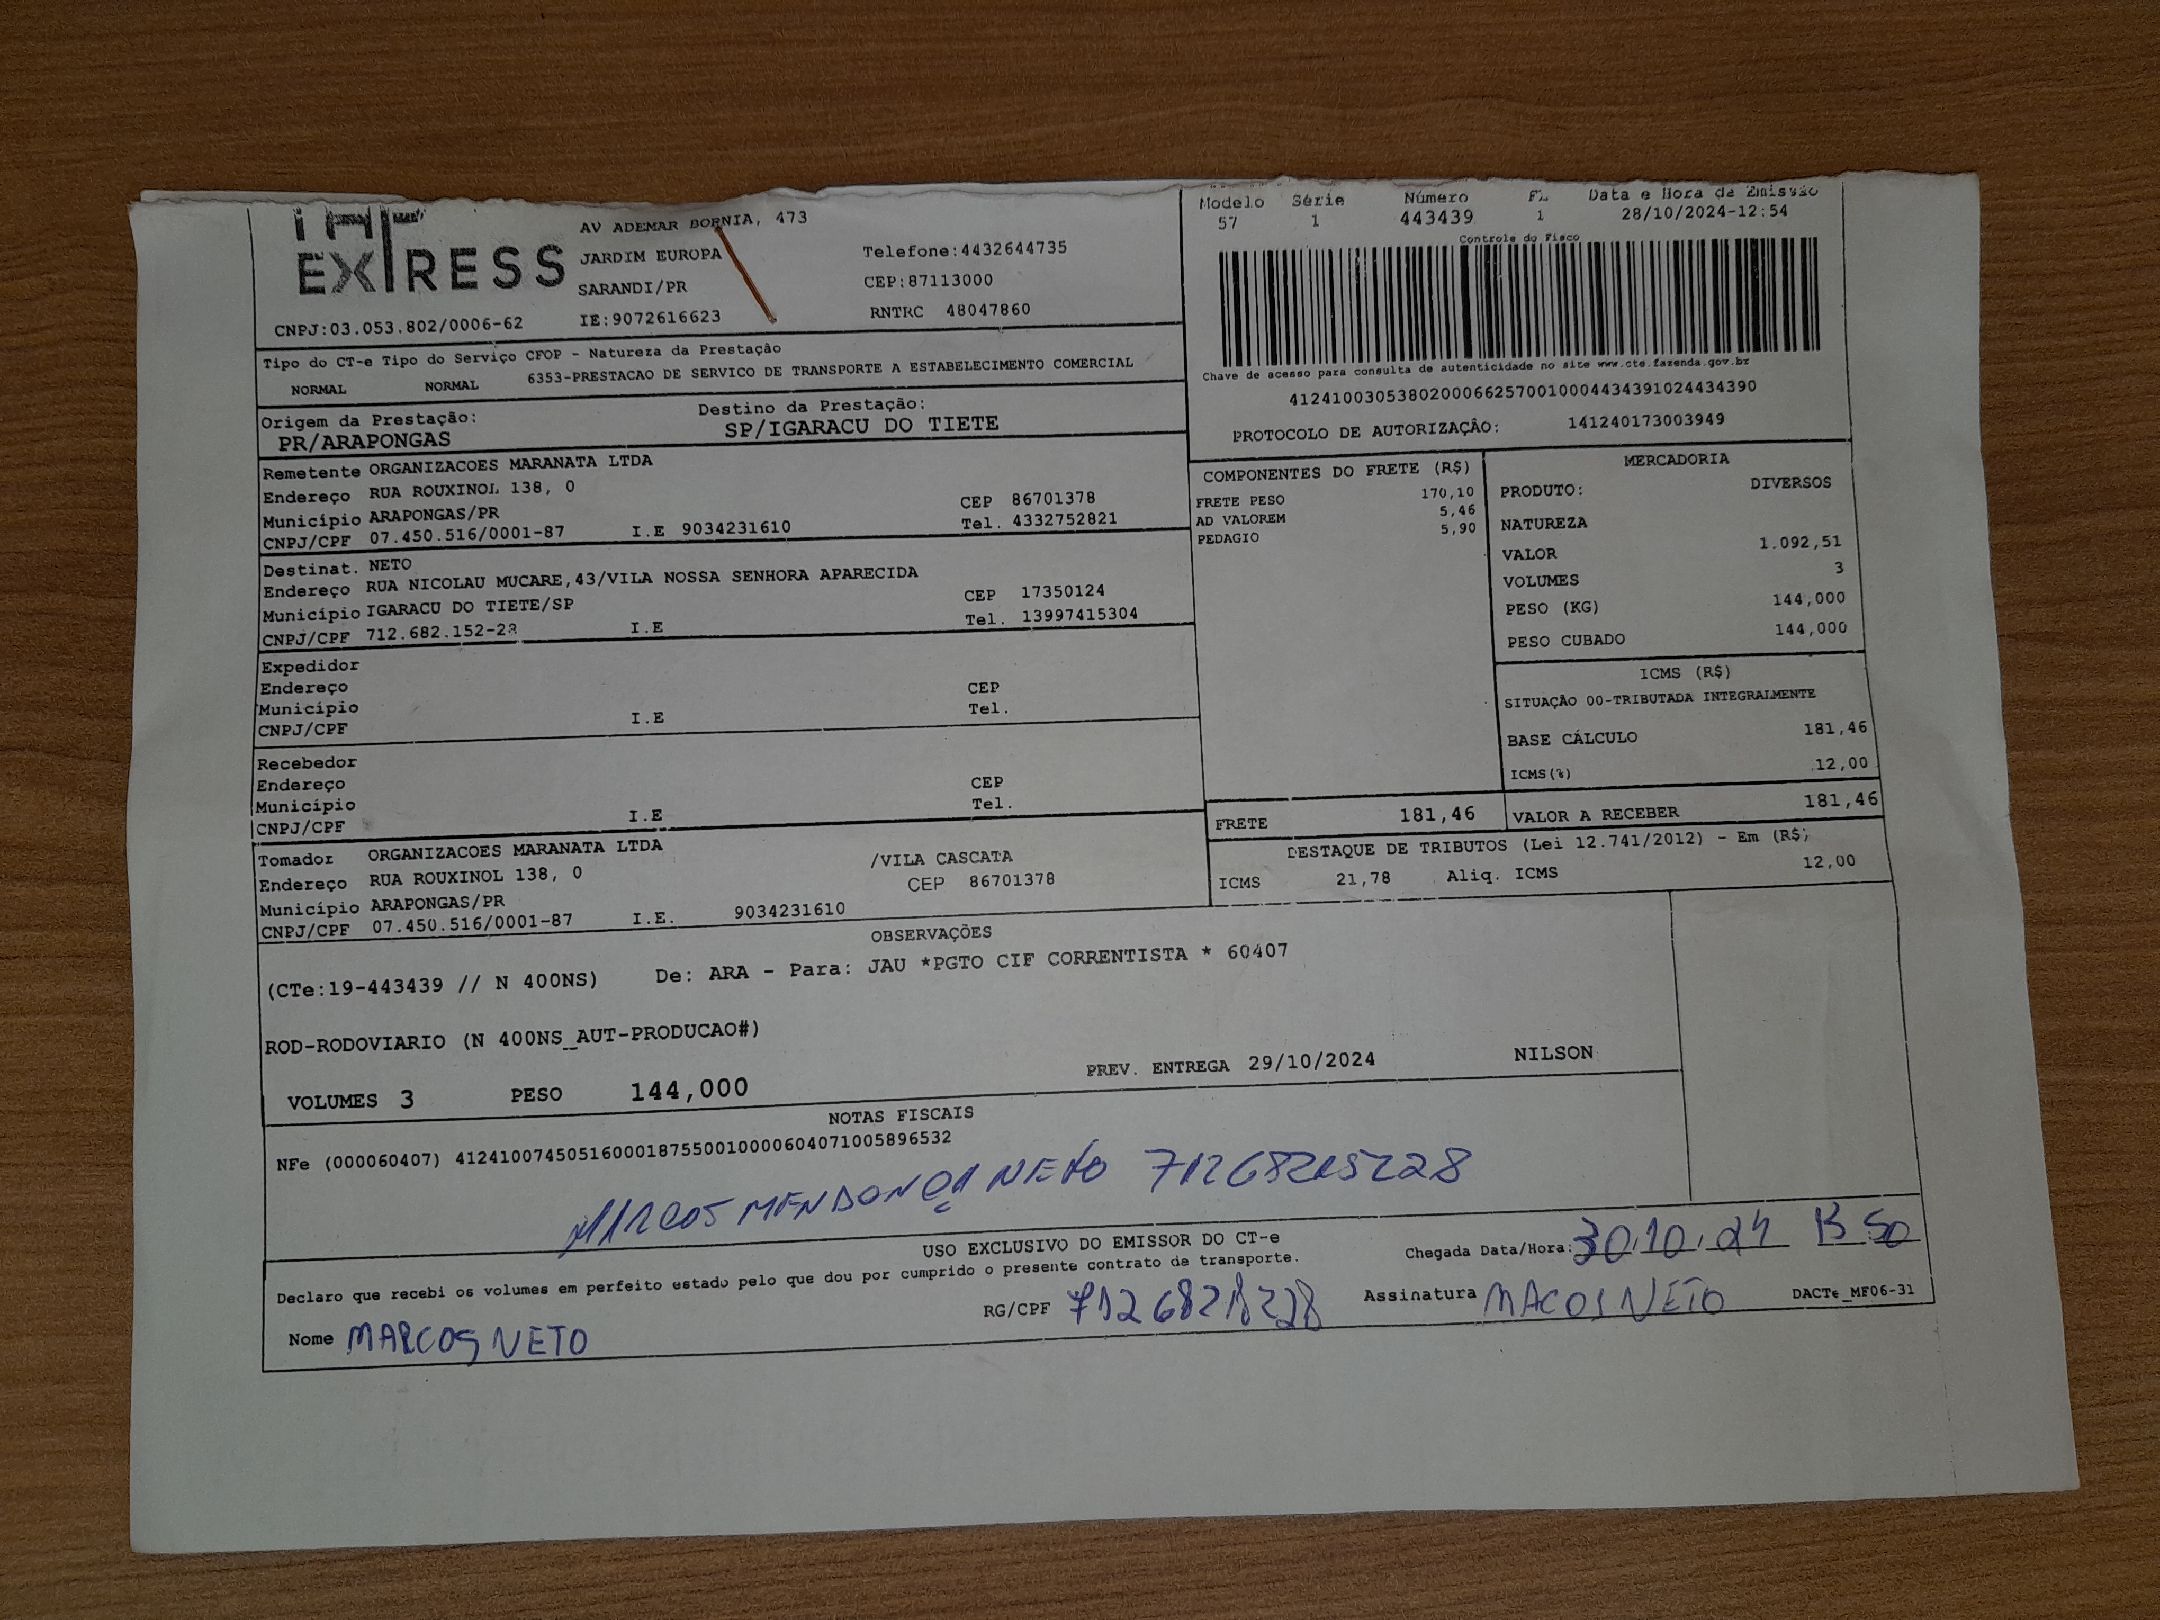 EXPRESS
AV ADEMAR BORNIA, 473
JARDIM EUROPA
SARANDI/PR
IE:9072616623
Telefone:4432644735
CEP:87113000
RNTRC 48047860
CNPJ:03.053.802/0006-62
Modelo Série Número Data e Hora de Emissão
57 1 443439 1 28/10/2024-12:54
Controle do Fisco
Chave de acesso para consulta de autenticidade no site www.cte.fazenda.gov.br
41241003053802000662570010004434391024434390
PROTOCOLO DE AUTORIZAÇÃO: 141240173003949
Tipo do CT-e Tipo do Serviço CFOP - Natureza da Prestação
NORMAL NORMAL 6353-PRESTACAO DE SERVICO DE TRANSPORTE A ESTABELECIMENTO COMERCIAL
Origem da Prestação: Destino da Prestação:
PR/ARAPONGAS SP/IGARACU DO TIETE
Remetente ORGANIZACOES MARANATA LTDA
Endereço RUA ROUXINOL 138, 0 CEP 86701378
Município ARAPONGAS/PR Tel. 4332752821
CNPJ/CPF 07.450.516/0001-87 I.E 9034231610
Destinat. NETO
Endereço RUA NICOLAU MUCARE,43/VILA NOSSA SENHORA APARECIDA
Município IGARACU DO TIETE/SP CEP 17350124
CNPJ/CPF 712.682.152-28 I.E Tel. 13997415304
Expedidor
Endereço CEP
Município Tel.
CNPJ/CPF I.E
Recebedor
Endereço CEP
Município Tel.
CNPJ/CPF I.E
Tomador ORGANIZACOES MARANATA LTDA
Endereço RUA ROUXINOL 138, 0 /VILA CASCATA
Município ARAPONGAS/PR CEP 86701378
CNPJ/CPF 07.450.516/0001-87 I.E. 9034231610
COMPONENTES DO FRETE (R$)
FRETE PESO 170,10
AD VALOREM 5,46
PEDAGIO 5,90
MERCADORIA
PRODUTO: DIVERSOS
NATUREZA
VALOR 1.092,51
VOLUMES 3
PESO (KG) 144,000
PESO CUBADO 144,000
ICMS (R$)
SITUAÇÃO 00-TRIBUTADA INTEGRALMENTE
BASE CÁLCULO 181,46
ICMS(%) 12,00
FRETE 181,46 VALOR A RECEBER 181,46
DESTAQUE DE TRIBUTOS (Lei 12.741/2012) - Em (R$)
ICMS 21,78 Aliq. ICMS 12,00
OBSERVAÇÕES
(CTe:19-443439 // N 400NS) De: ARA - Para: JAU *PGTO CIF CORRENTISTA * 60407
ROD-RODOVIARIO (N 400NS_AUT-PRODUCAO#)
VOLUMES 3 PESO 144,000 PREV. ENTREGA 29/10/2024 NILSON
NOTAS FISCAIS
NFe (000060407) 41241007450516000187550010000604071005896532
MARCOS MENDONÇA NETO 71268215228
USO EXCLUSIVO DO EMISSOR DO CT-e
Declaro que recebi os volumes em perfeito estado pelo que dou por cumprido o presente contrato de transporte.
Chegada Data/Hora: 30.10.24
Nome MARCOS NETO RG/CPF Assinatura MACOS NETO DACTe_MF06-31